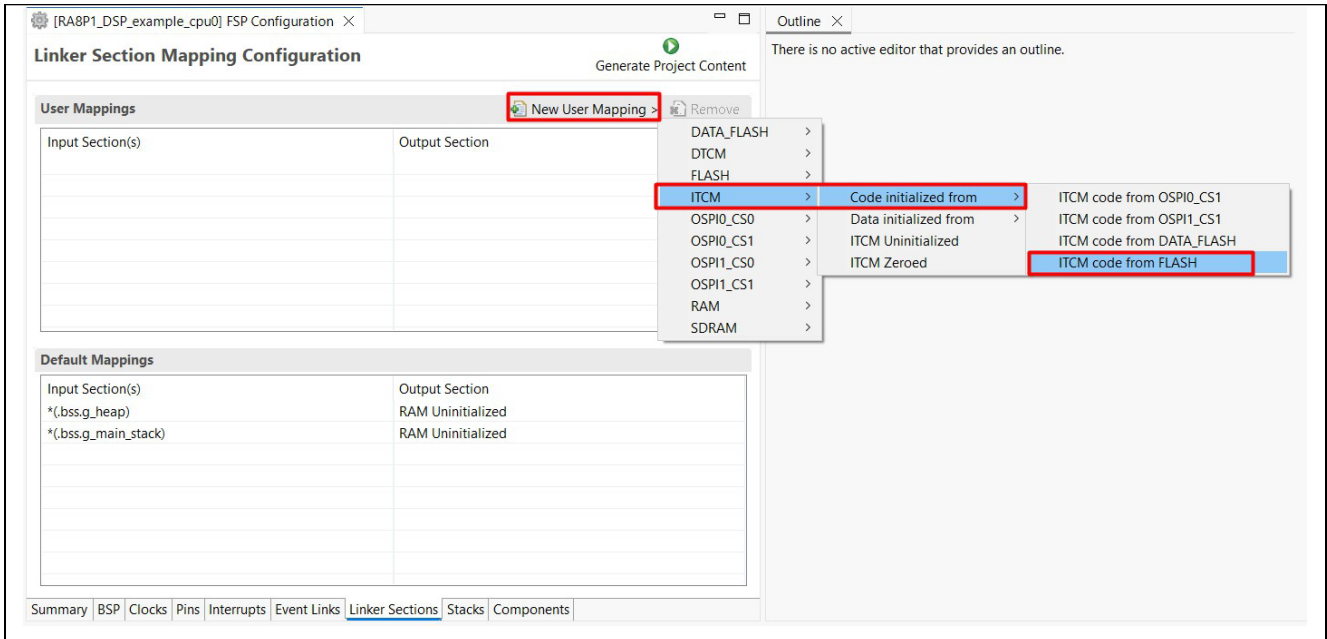 [RA8P1_DSP_example_cpu0] FSP Configuration
Outline
Linker Section Mapping Configuration
Generate Project Content
There is no active editor that provides an outline.
User Mappings
New User Mapping >
Remove
Input Section(s)
Output Section
DATA_FLASH >
DTCM >
FLASH >
ITCM >
OSPI0_CS0 >
OSPI0_CS1 >
OSPI1_CS0 >
OSPI1_CS1 >
RAM >
SDRAM >
Code initialized from >
Data initialized from >
ITCM Uninitialized
ITCM Zeroed
ITCM code from OSPI0_CS1
ITCM code from OSPI1_CS1
ITCM code from DATA_FLASH
ITCM code from FLASH
Default Mappings
Input Section(s) Output Section
*(.bss.g_heap) RAM Uninitialized
*(.bss.g_main_stack) RAM Uninitialized
Summary BSP Clocks Pins Interrupts Event Links Linker Sections Stacks Components